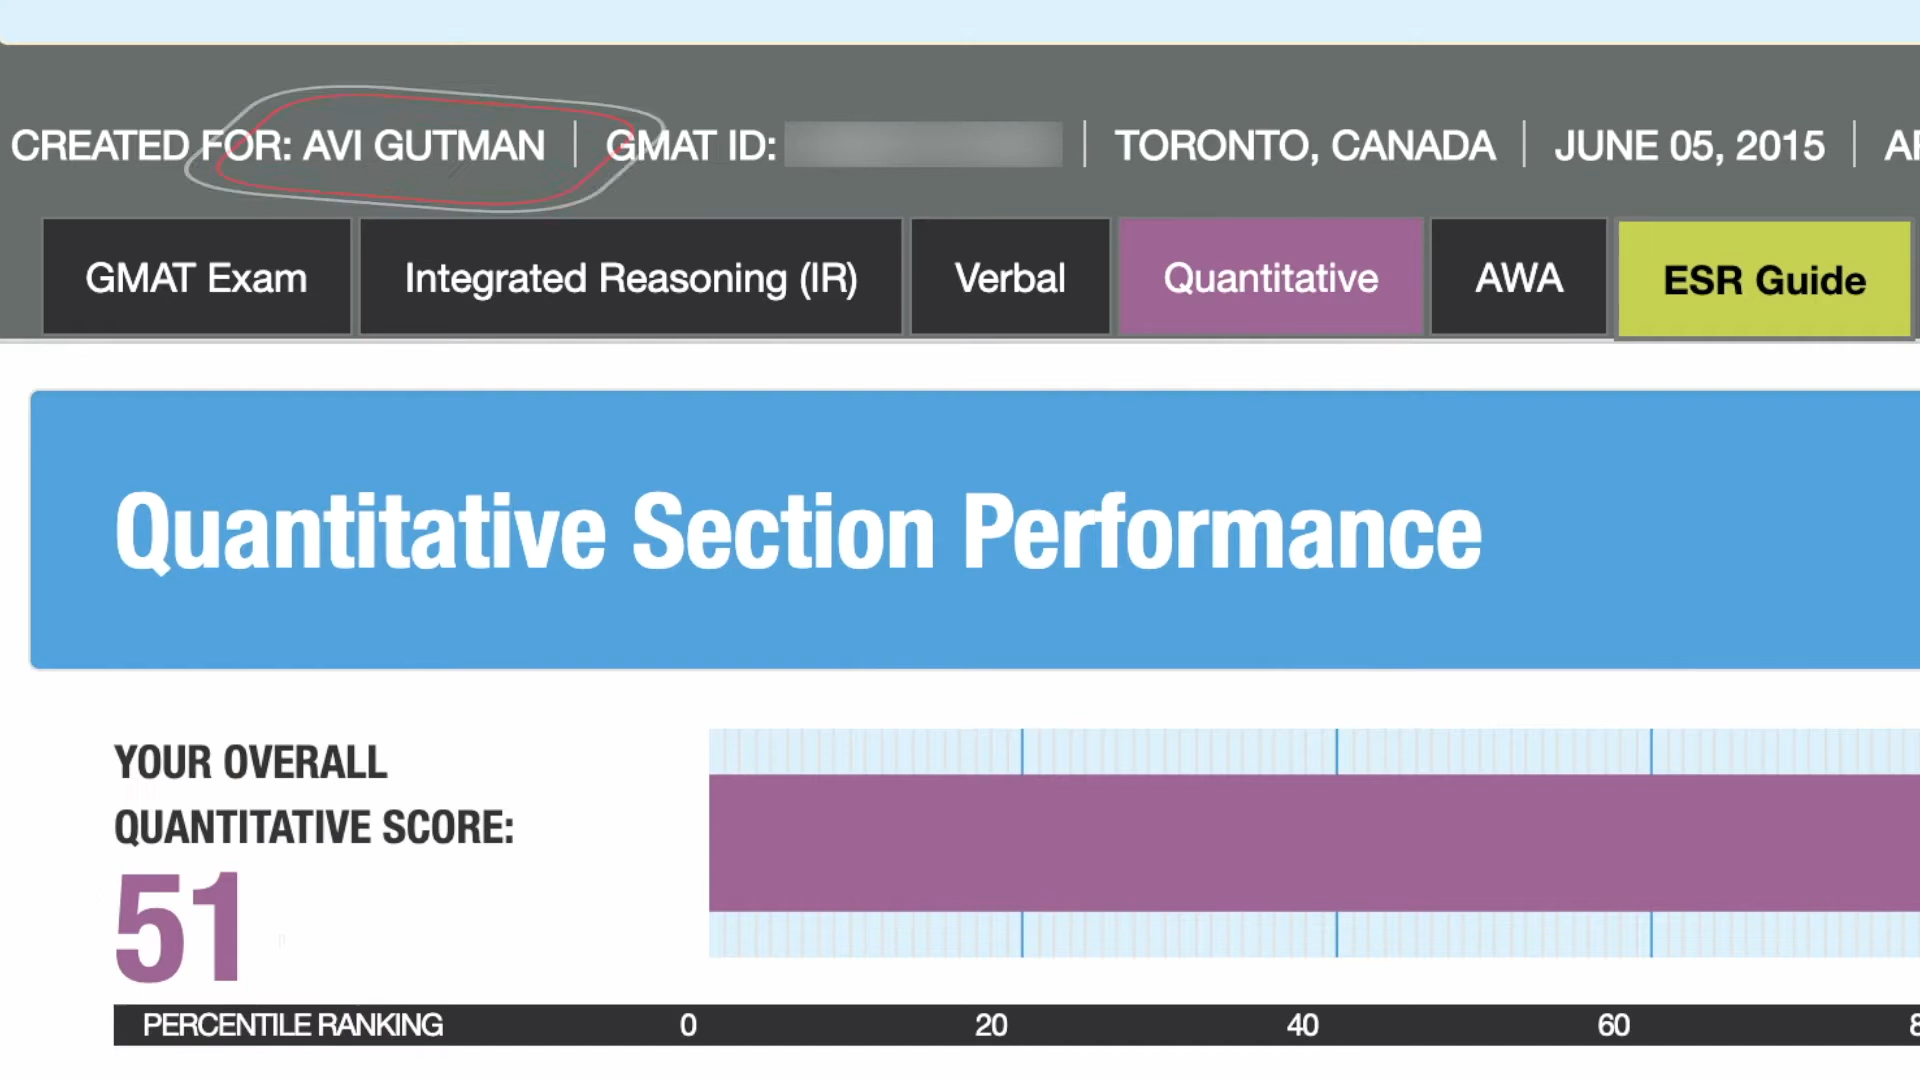 CREATED FOR: AVI GUTMAN | GMAT ID: | TORONTO, CANADA | JUNE 05, 2015 |
GMAT Exam Integrated Reasoning (IR) Verbal Quantitative AWA ESR Guide
Quantitative Section Performance
YOUR OVERALL
QUANTITATIVE SCORE:
51
PERCENTILE RANKING 0 20 40 60